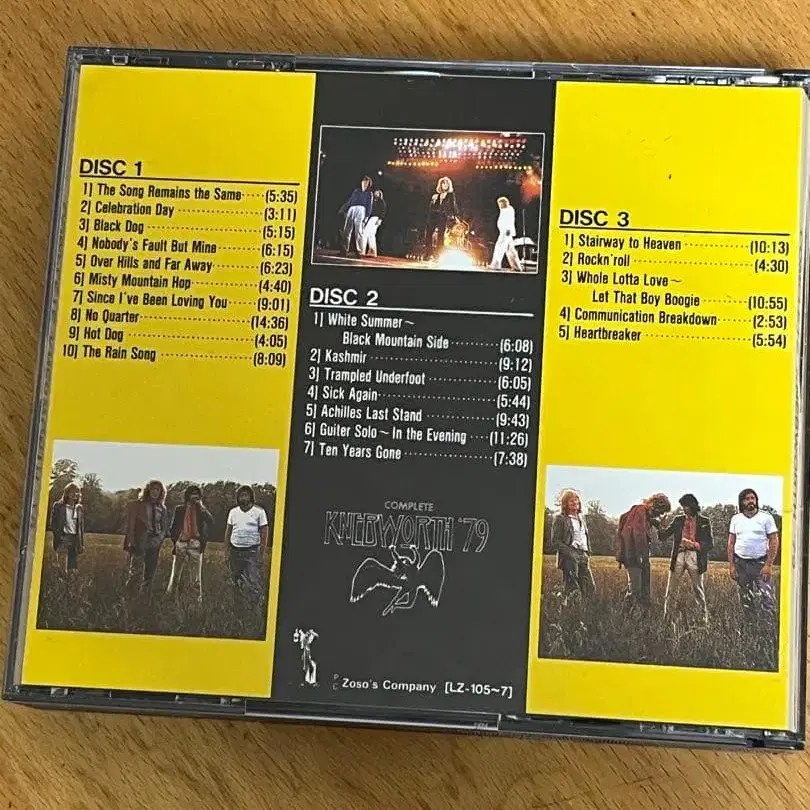 DISC 1
1] The Song Remains the Same ···· (5:35)
2] Celebration Day ················ (3:11)
3] Black Dog ···················· (5:15)
4] Nobody's Fault But Mine ······· (6:15)
5] Over Hills and Far Away ········ (6:23)
6] Misty Mountain Hop ············ (4:40)
7] Since I've Been Loving You ····· (9:01)
8] No Quarter ··················· (14:36)
9] Hot Dog ······················ (4:05)
10] The Rain Song ················ (8:09)
DISC 2
1] White Summer~
Black Mountain Side ········· (6:08)
2] Kashmir ······················ (9:12)
3] Trampled Underfoot ············ (6:05)
4] Sick Again ···················· (5:44)
5] Achilles Last Stand ············ (9:43)
6] Guiter Solo~In the Evening ···· (11:26)
7] Ten Years Gone ··············· (7:38)
COMPLETE
KNEBWORTH '79
P
C Zoso's Company [LZ-105~7]
DISC 3
1] Stairway to Heaven ············ (10:13)
2] Rockn'roll ····················· (4:30)
3] Whole Lotta Love~
Let That Boy Boogie ········ (10:55)
4] Communication Breakdown ····· (2:53)
5] Heartbreaker ················· (5:54)